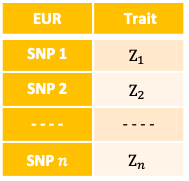 EUR Trait
SNP 1 Z₁
SNP 2 Z₂
---- ----
SNP n Zₙ